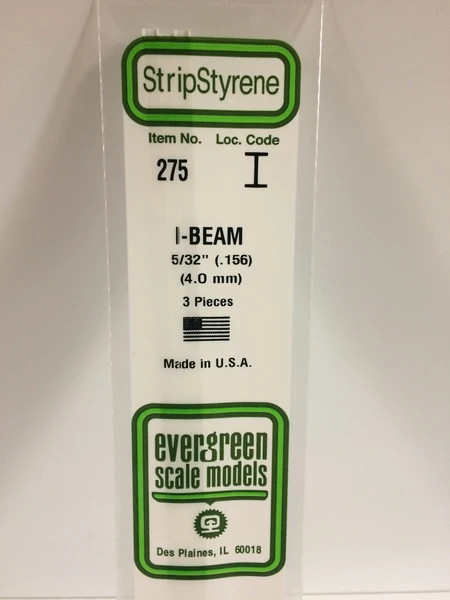 StripStyrene
Item No. Loc. Code
275 I
I-BEAM
5/32" (.156)
(4.0 mm)
3 Pieces
Made in U.S.A.
evergreen
scale models
Des Plaines, IL 60018